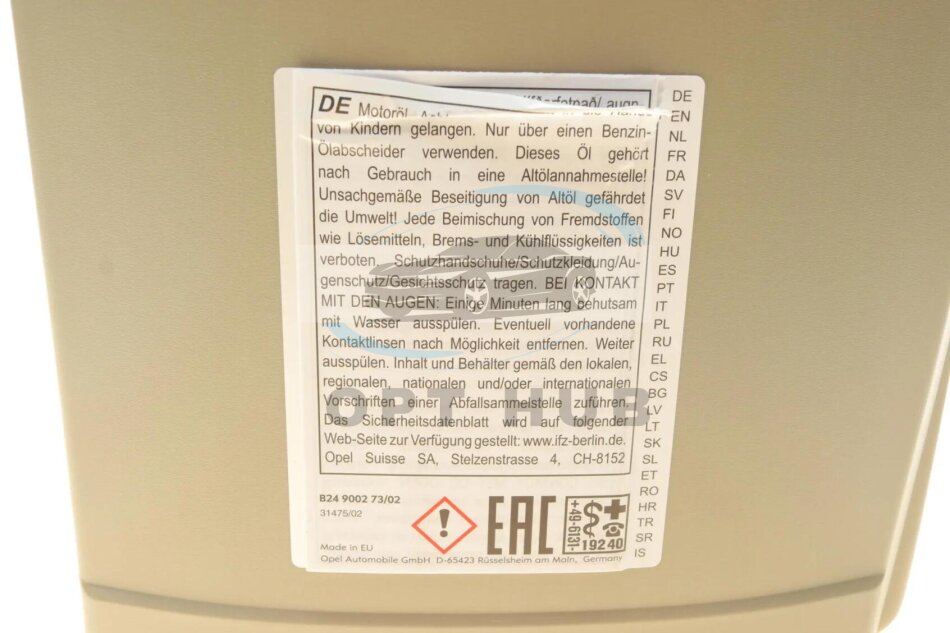 DE Motoröl
von Kindern gelangen. Nur über einen Benzin-
Ölabscheider verwenden. Dieses Öl gehört
nach Gebrauch in eine Altölannahmestelle!
Unsachgemäße Beseitigung von Altöl gefährdet
die Umwelt! Jede Beimischung von Fremdstoffen
wie Lösemitteln, Brems- und Kühlflüssigkeiten ist
verboten. Schutzhandschuhe/Schutzkleidung/Au-
genschutz/Gesichtsschutz tragen. BEI KONTAKT
MIT DEN AUGEN: Einige Minuten lang behutsam
mit Wasser ausspülen. Eventuell vorhandene
Kontaktlinsen nach Möglichkeit entfernen. Weiter
ausspülen. Inhalt und Behälter gemäß den lokalen,
regionalen, nationalen und/oder internationalen
Vorschriften einer Abfallsammelstelle zuführen.
Das Sicherheitsdatenblatt wird auf folgender
Web-Seite zur Verfügung gestellt: www.ifz-berlin.de.
Opel Suisse SA, Stelzenstrasse 4, CH-8152
OPT HUB
B24 9002 73/02
31475/02
Made in EU
Opel Automobile GmbH D-65423 Rüsselsheim am Main, Germany
EAC
+49-6131-
19240
DE
EN
NL
FR
DA
SV
FI
NO
HU
ES
PT
IT
PL
RU
EL
CS
BG
LV
LT
SK
SL
ET
RO
HR
TR
SR
IS